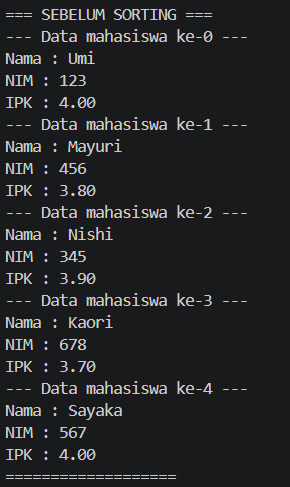 === SEBELUM SORTING ===
--- Data mahasiswa ke-0 ---
Nama : Umi
NIM : 123
IPK : 4.00
--- Data mahasiswa ke-1 ---
Nama : Mayuri
NIM : 456
IPK : 3.80
--- Data mahasiswa ke-2 ---
Nama : Nishi
NIM : 345
IPK : 3.90
--- Data mahasiswa ke-3 ---
Nama : Kaori
NIM : 678
IPK : 3.70
--- Data mahasiswa ke-4 ---
Nama : Sayaka
NIM : 567
IPK : 4.00
===================